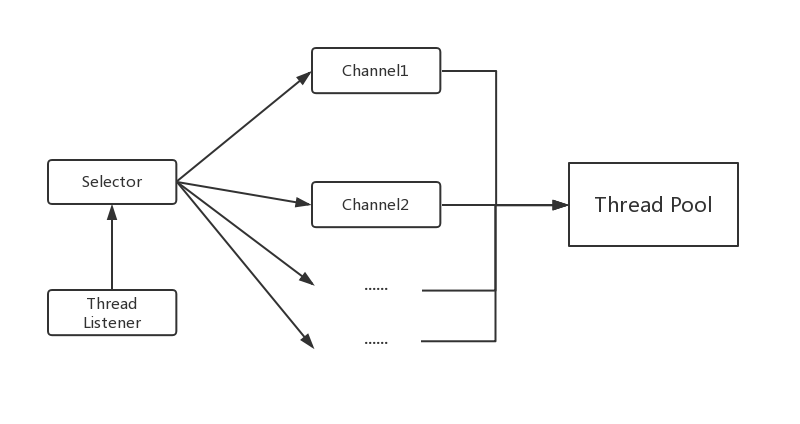 Channel1
Selector
Channel2
Thread Pool
......
Thread
Listener
......